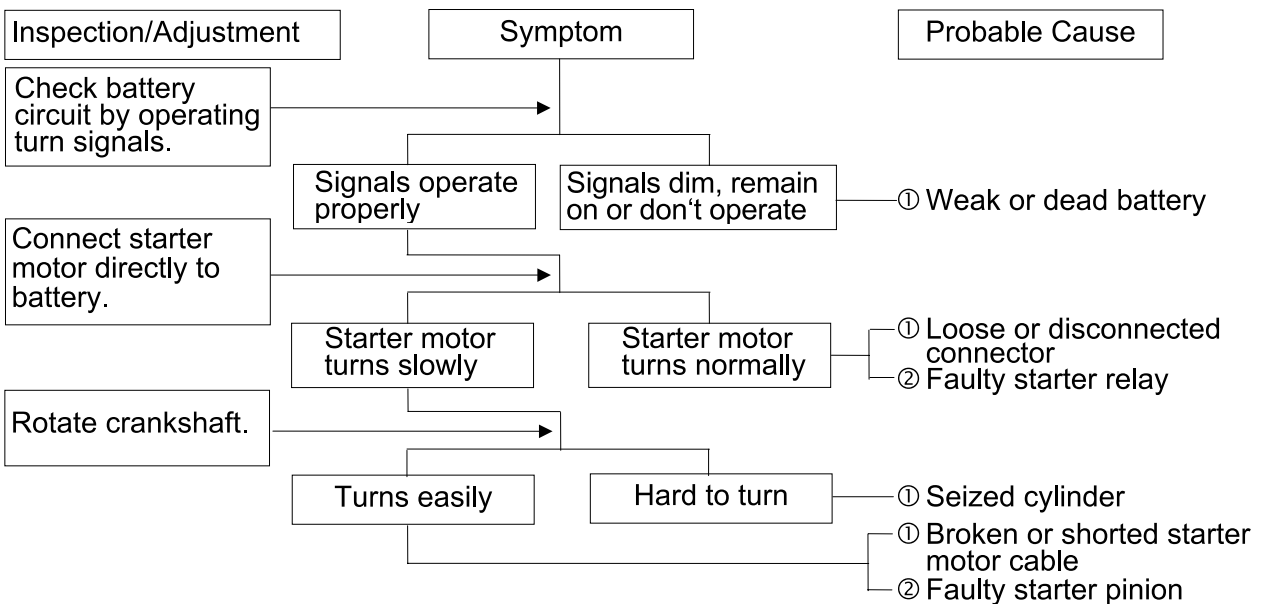 Inspection/Adjustment
Symptom
Probable Cause
Check battery
circuit by operating
turn signals.
Signals operate
properly
Signals dim, remain
on or don‘t operate
① Weak or dead battery
Connect starter
motor directly to
battery.
Starter motor
turns slowly
Starter motor
turns normally
① Loose or disconnected
connector
② Faulty starter relay
Rotate crankshaft.
Turns easily
Hard to turn
① Seized cylinder
① Broken or shorted starter
motor cable
② Faulty starter pinion